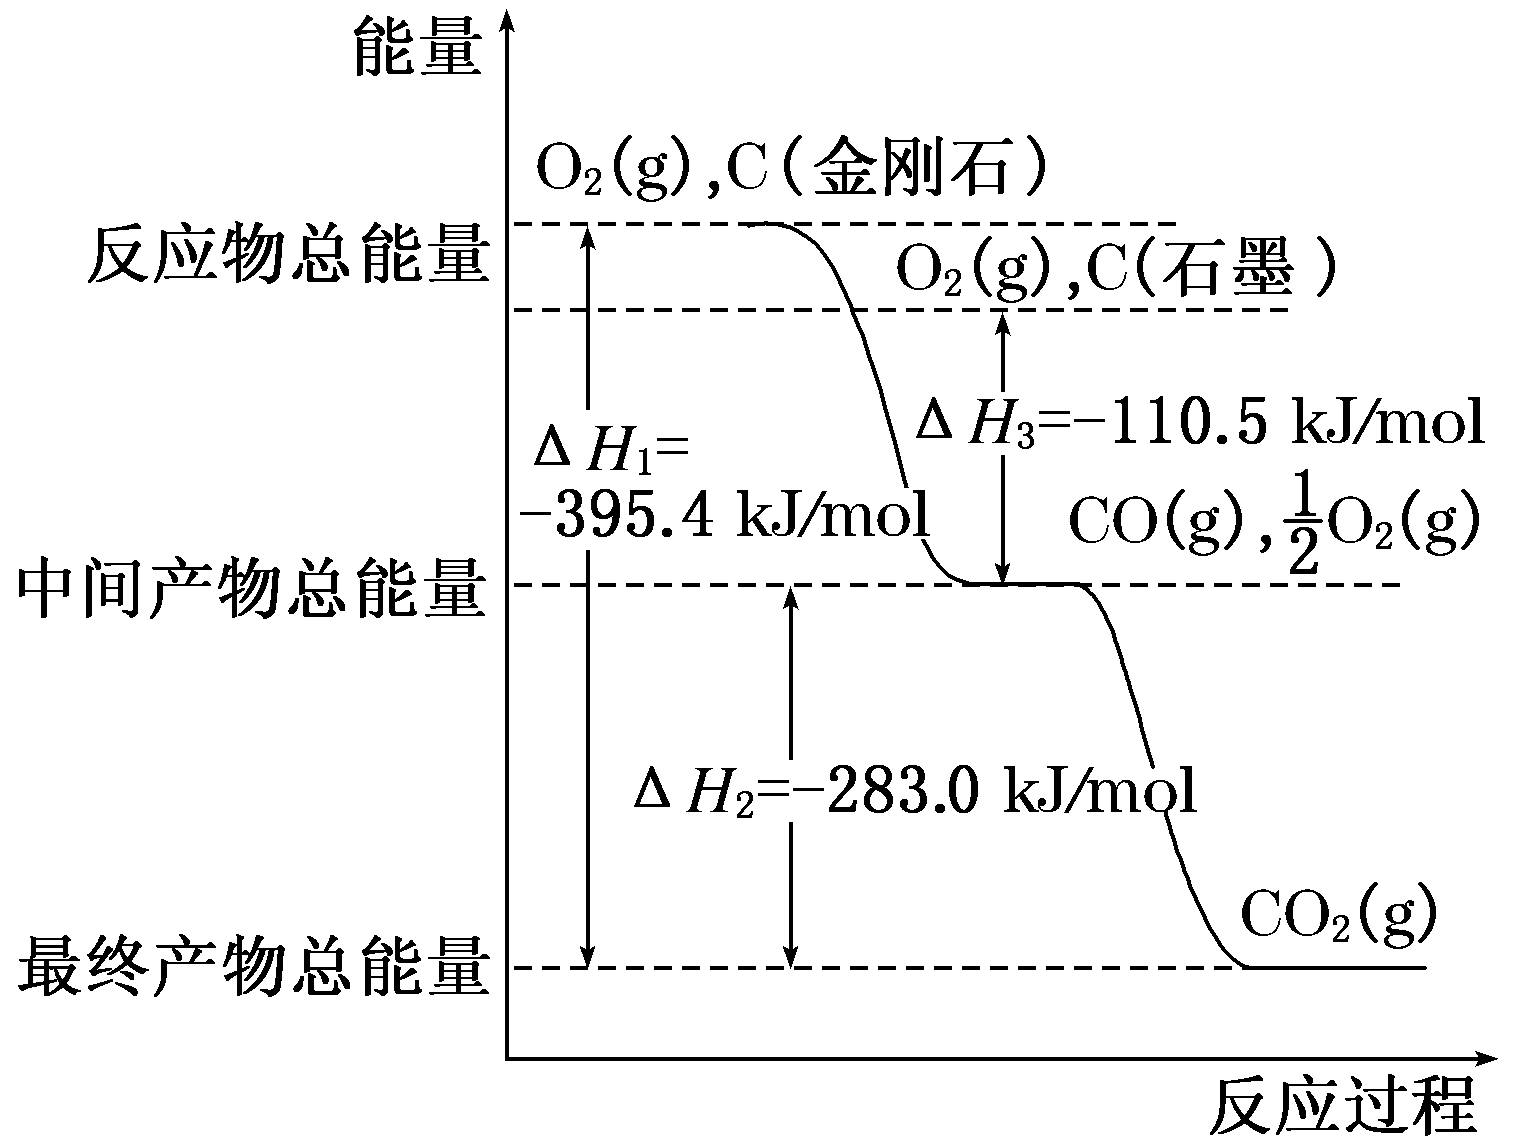 能量
O₂(g),C(金刚石)
反应物总能量
O₂(g),C(石墨)
ΔH₃=-110.5 kJ/mol
ΔH₁=
-395.4 kJ/mol
CO(g),1/2O₂(g)
中间产物总能量
ΔH₂=-283.0 kJ/mol
CO₂(g)
最终产物总能量
反应过程